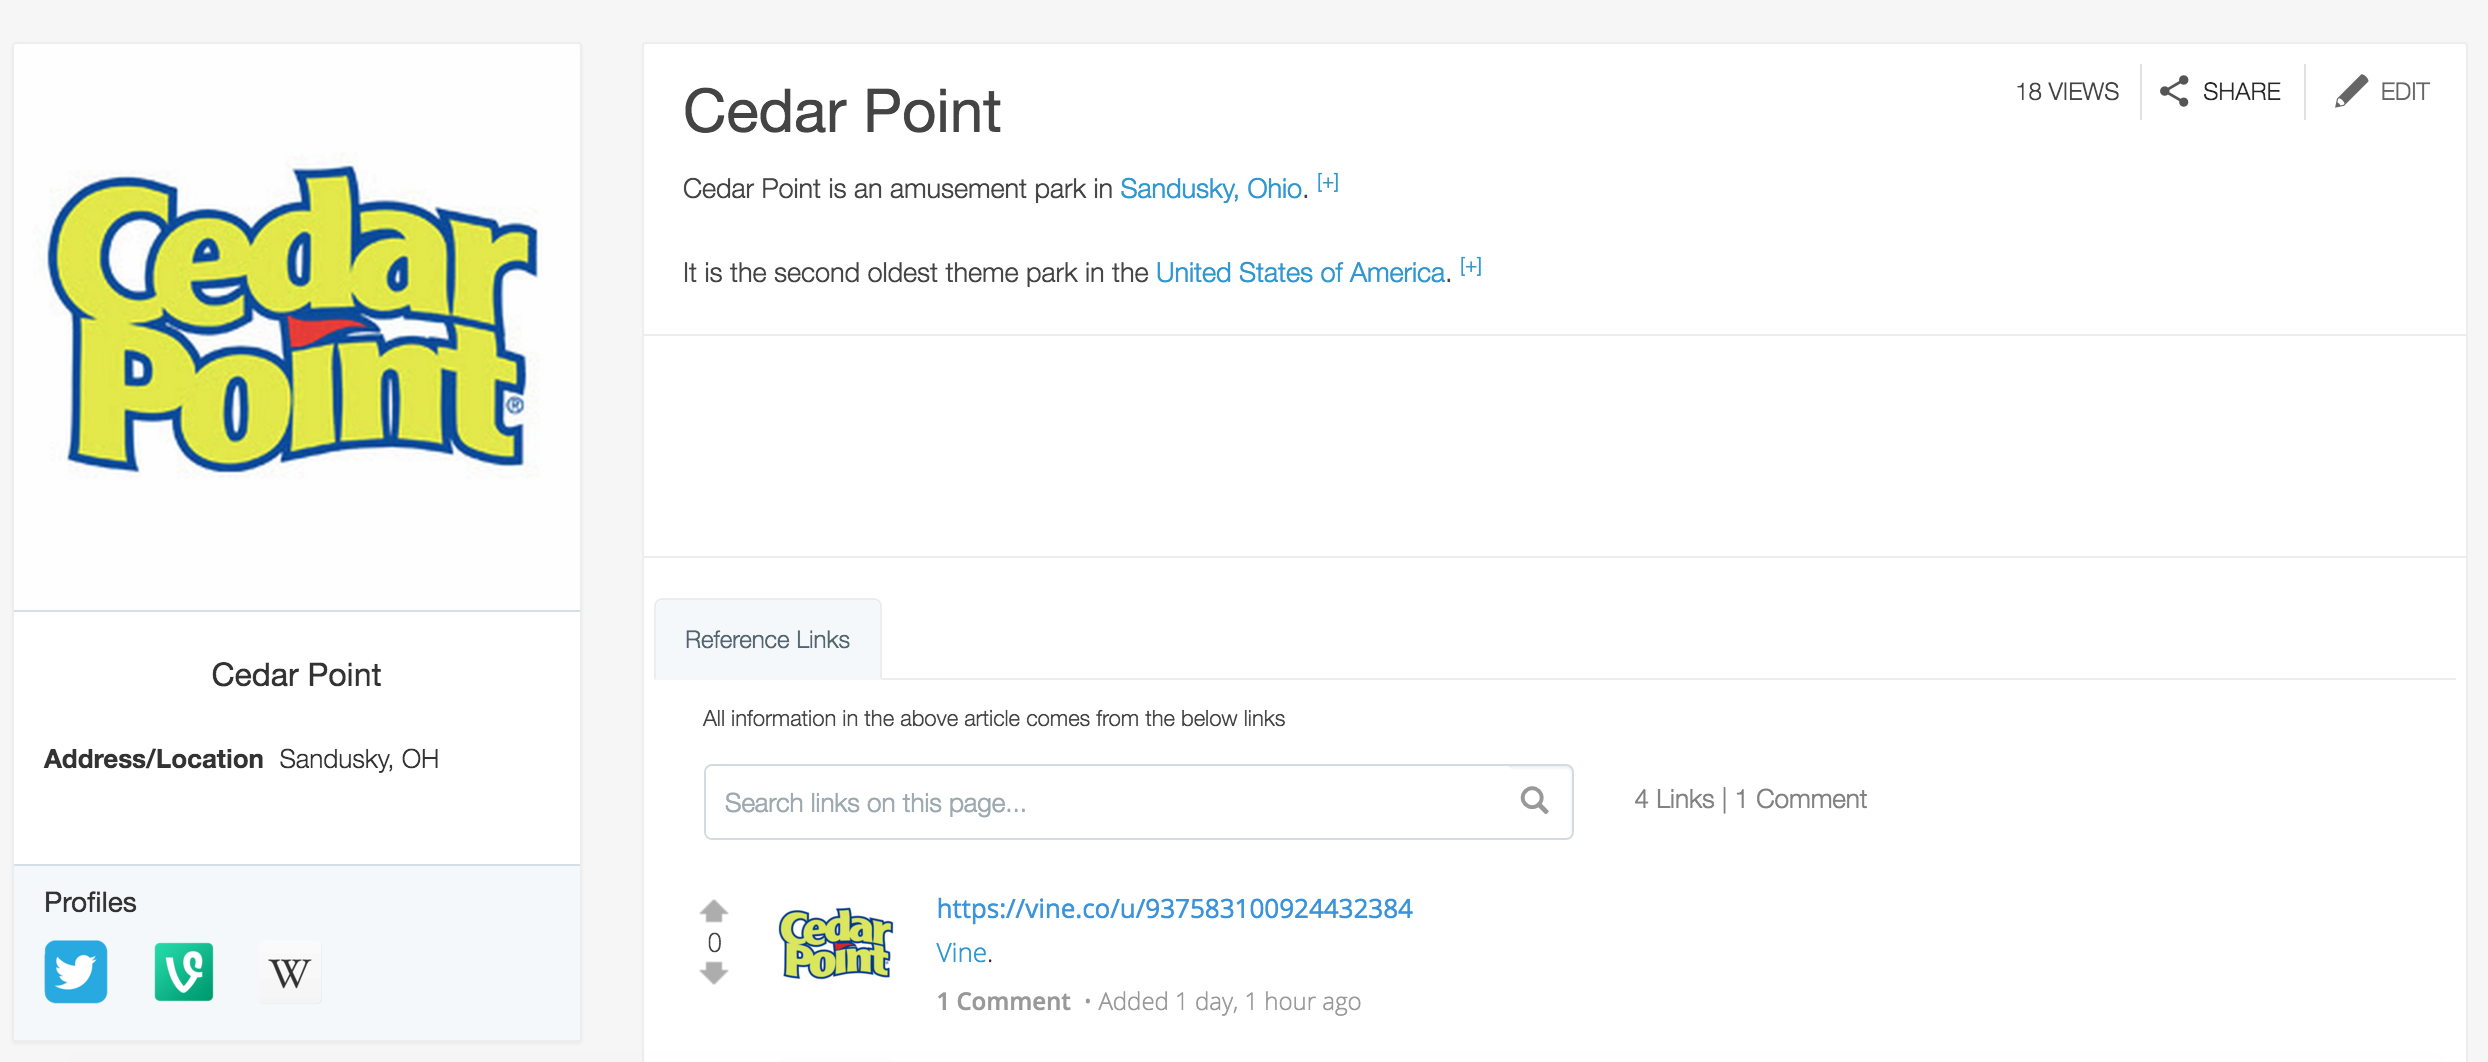 Cedar Point ®
Cedar Point
Address/Location Sandusky, OH
Profiles
W
Cedar Point
18 VIEWS SHARE EDIT
Cedar Point is an amusement park in Sandusky, Ohio. [+]
It is the second oldest theme park in the United States of America. [+]
Reference Links
All information in the above article comes from the below links
Search links on this page...
4 Links | 1 Comment
0
Cedar Point
https://vine.co/u/937583100924432384
Vine.
1 Comment • Added 1 day, 1 hour ago